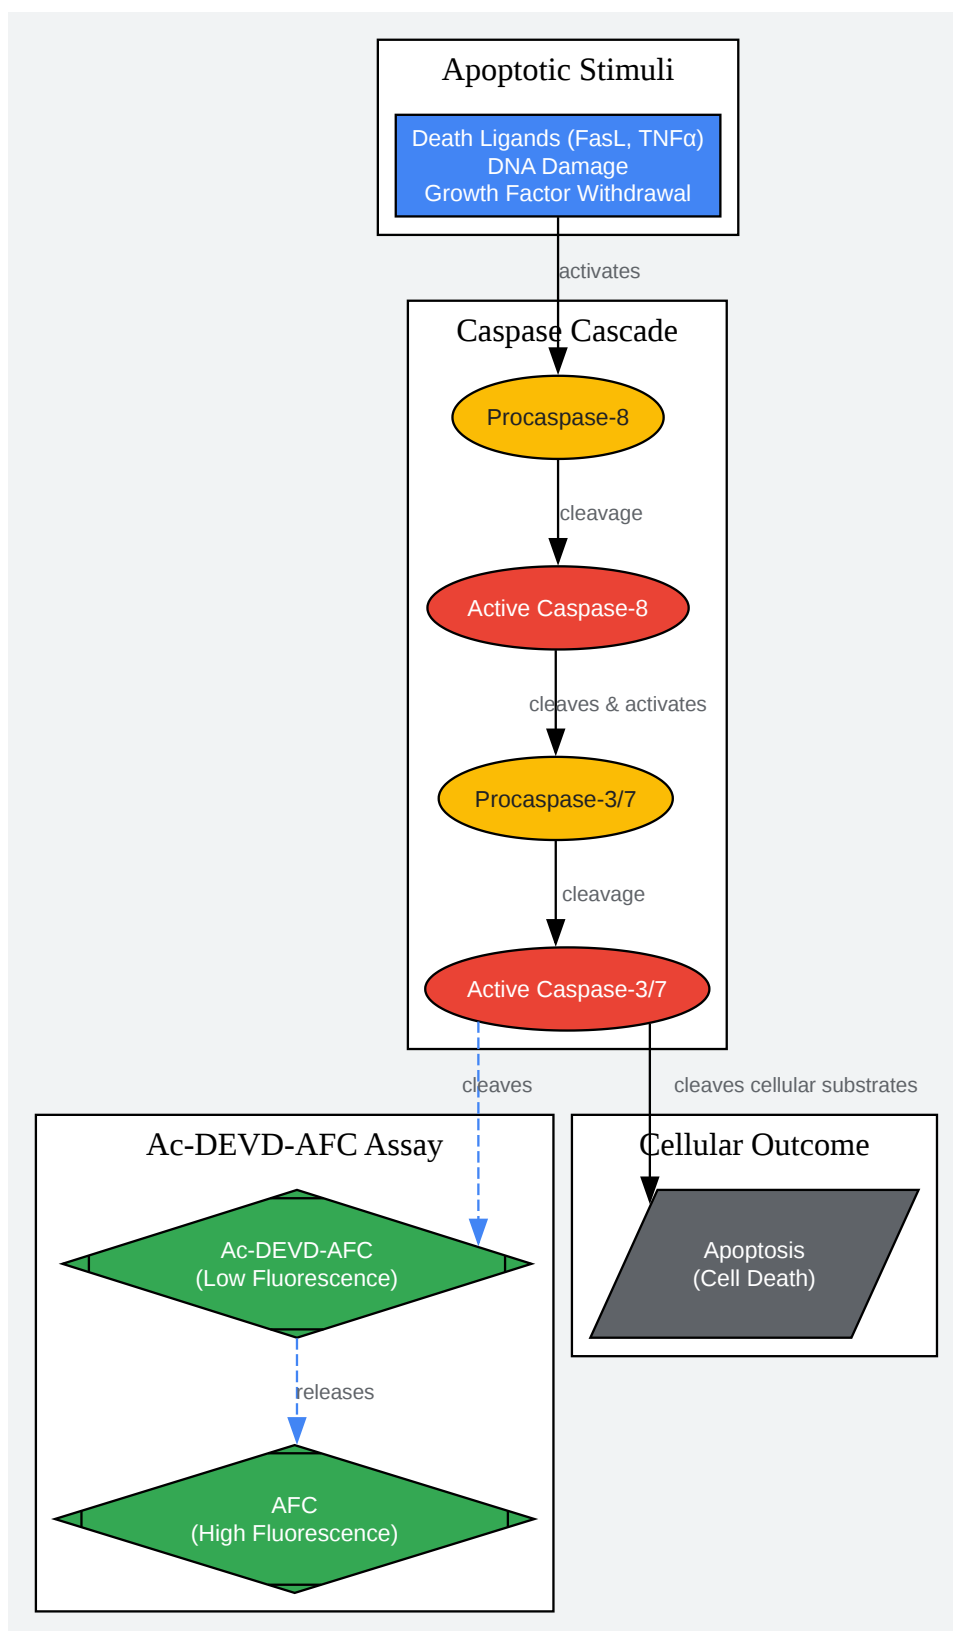 Apoptotic Stimuli
Death Ligands (FasL, TNFα)
DNA Damage
Growth Factor Withdrawal
activates
Caspase Cascade
Procaspase-8
cleavage
Active Caspase-8
cleaves & activates
Procaspase-3/7
cleavage
Active Caspase-3/7
cleaves
cleaves cellular substrates
Ac-DEVD-AFC Assay
Ac-DEVD-AFC
(Low Fluorescence)
releases
AFC
(High Fluorescence)
Cellular Outcome
Apoptosis
(Cell Death)